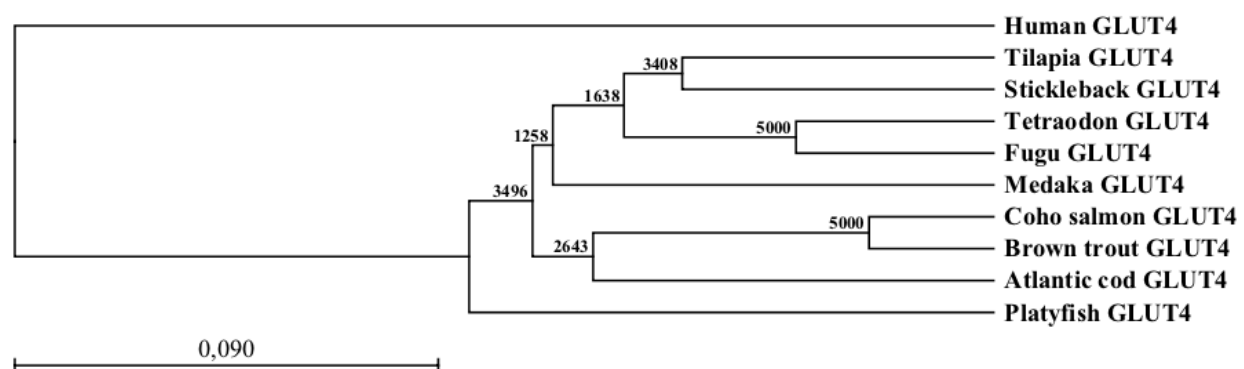 Human GLUT4
3408 Tilapia GLUT4
Stickleback GLUT4
1638
5000 Tetraodon GLUT4
1258
Fugu GLUT4
Medaka GLUT4
3496
5000 Coho salmon GLUT4
2643 Brown trout GLUT4
Atlantic cod GLUT4
Platyfish GLUT4
0,090